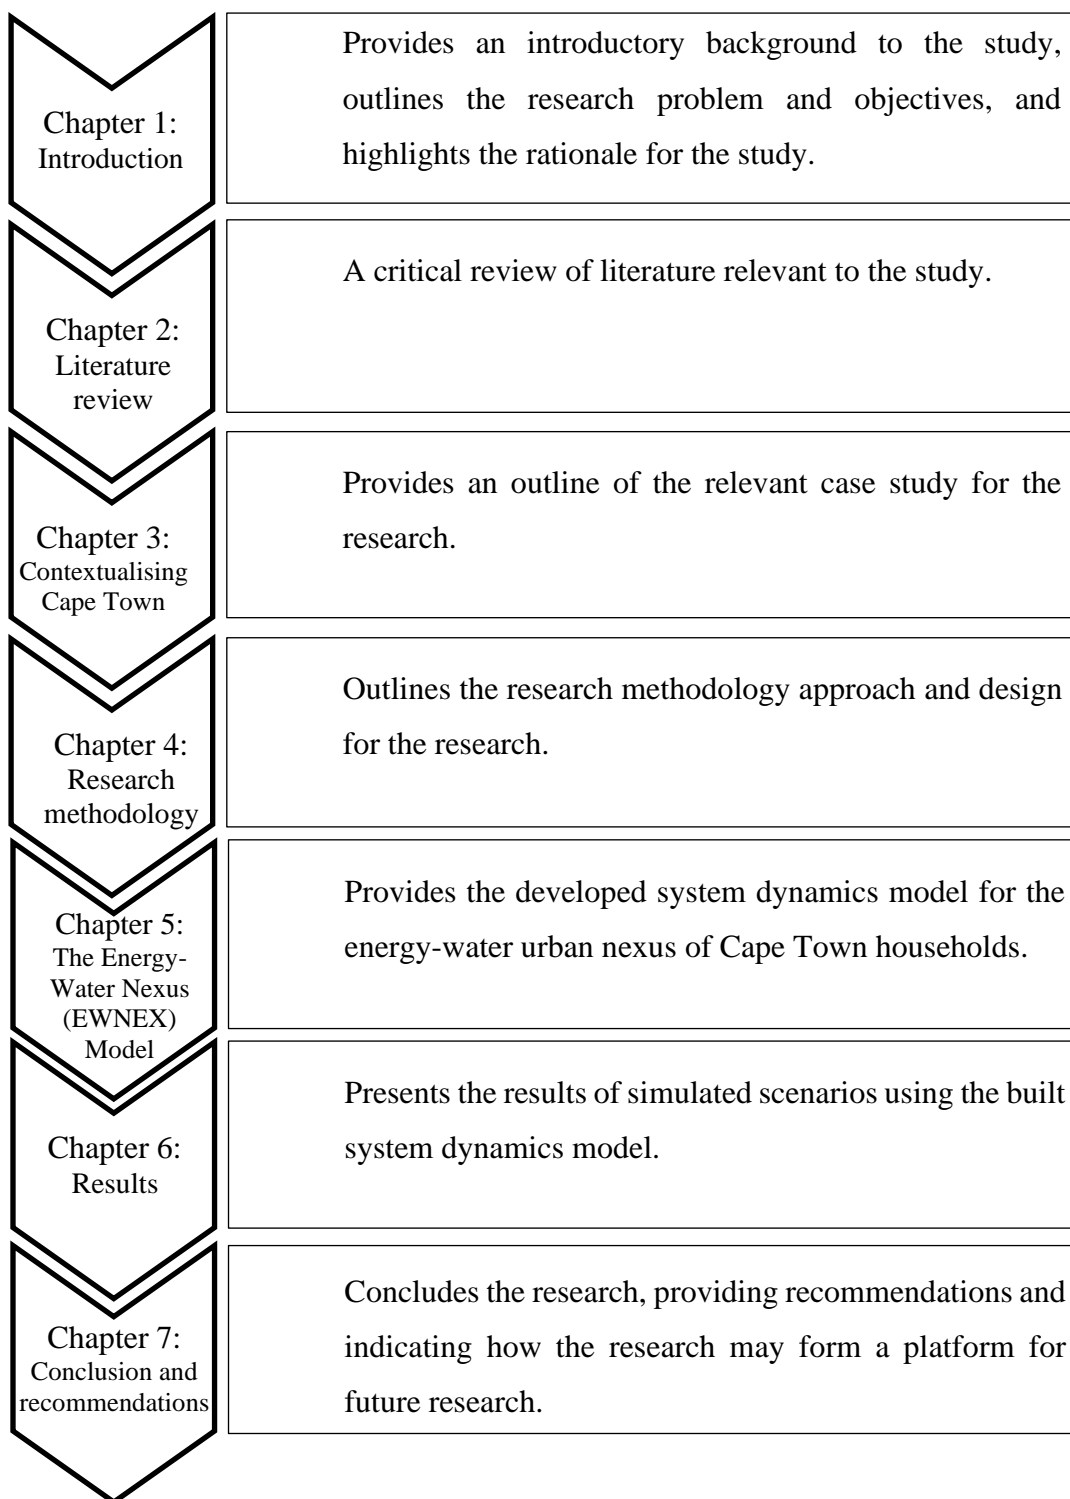 Chapter 1:
Introduction
Provides an introductory background to the study,
outlines the research problem and objectives, and
highlights the rationale for the study.
Chapter 2:
Literature
review
A critical review of literature relevant to the study.
Chapter 3:
Contextualising
Cape Town
Provides an outline of the relevant case study for the
research.
Chapter 4:
Research
methodology
Outlines the research methodology approach and design
for the research.
Chapter 5:
The Energy-
Water Nexus
(EWNEX)
Model
Provides the developed system dynamics model for the
energy-water urban nexus of Cape Town households.
Chapter 6:
Results
Presents the results of simulated scenarios using the built
system dynamics model.
Chapter 7:
Conclusion and
recommendations
Concludes the research, providing recommendations and
indicating how the research may form a platform for
future research.